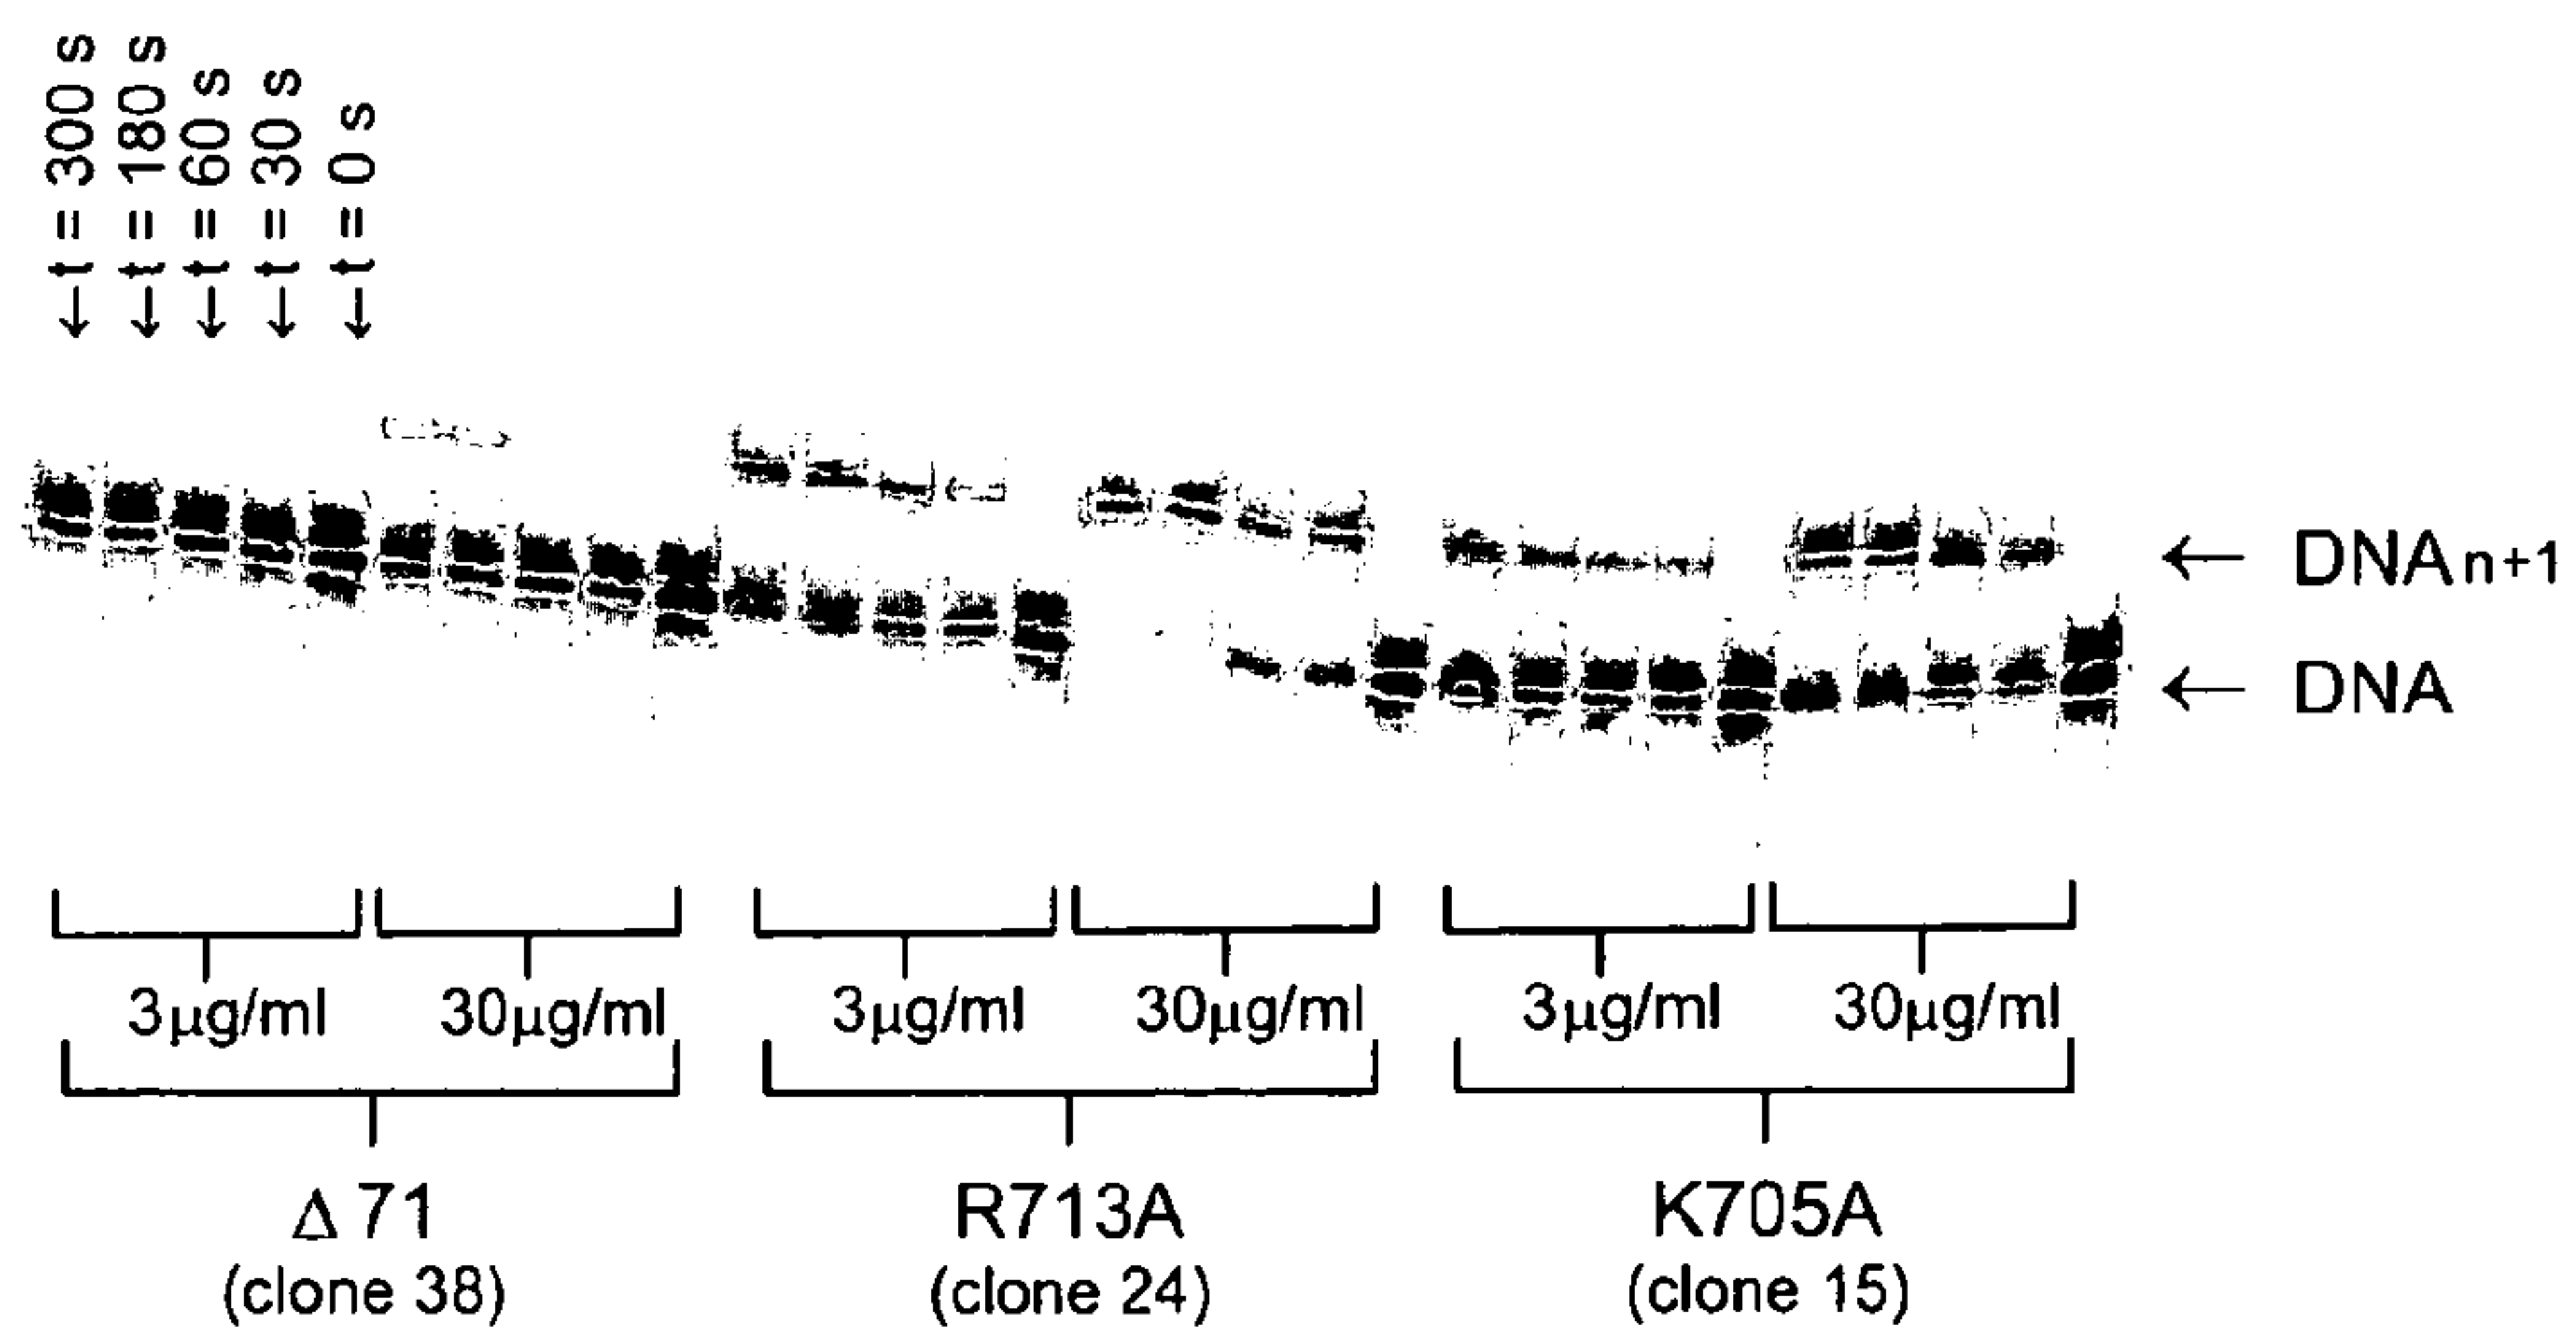 ←t = 300 s
←t = 180 s
←t = 60 s
←t = 30 s
←t = 0 s
← DNAn+1
← DNA
3µg/ml 30µg/ml 3µg/ml 30µg/ml 3µg/ml 30µg/ml
Δ 71 R713A K705A
(clone 38) (clone 24) (clone 15)